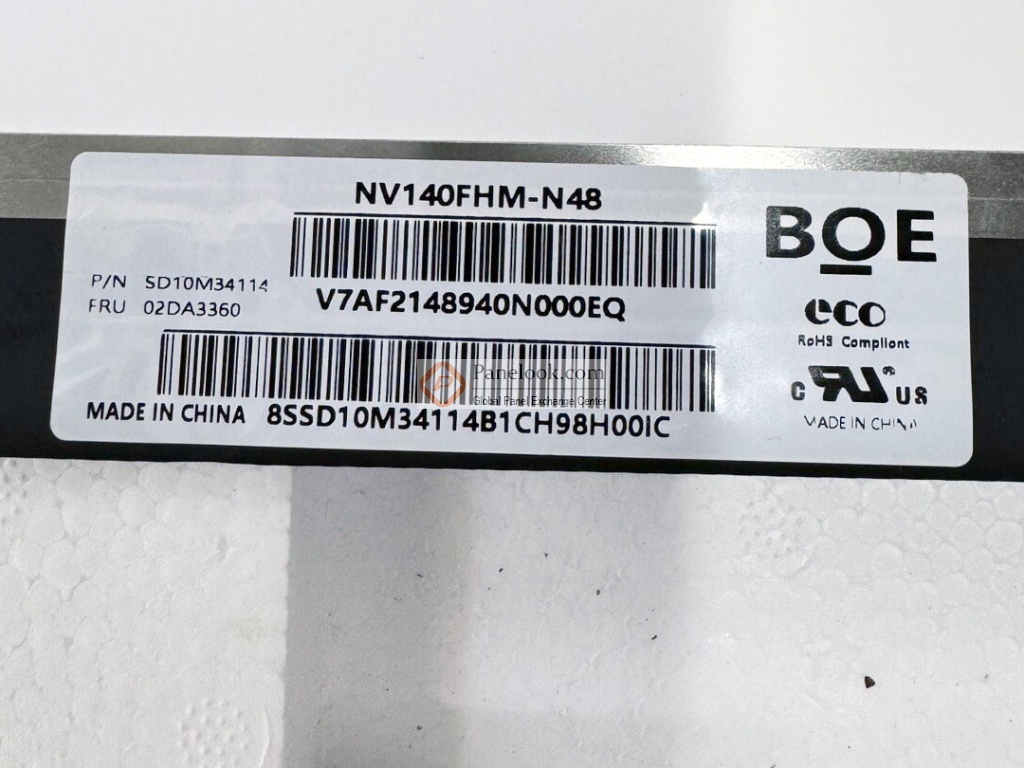 NV140FHM-N48
BOE
P/N SD10M34114
FRU 02DA3360
V7AF2148940N000EQ
eco
RoHS Compliant
Panelook.com
Global Panel Exchange Center
C RU US
MADE IN CHINA 8SSD10M34114B1CH98H00IC
MADE IN CHINA